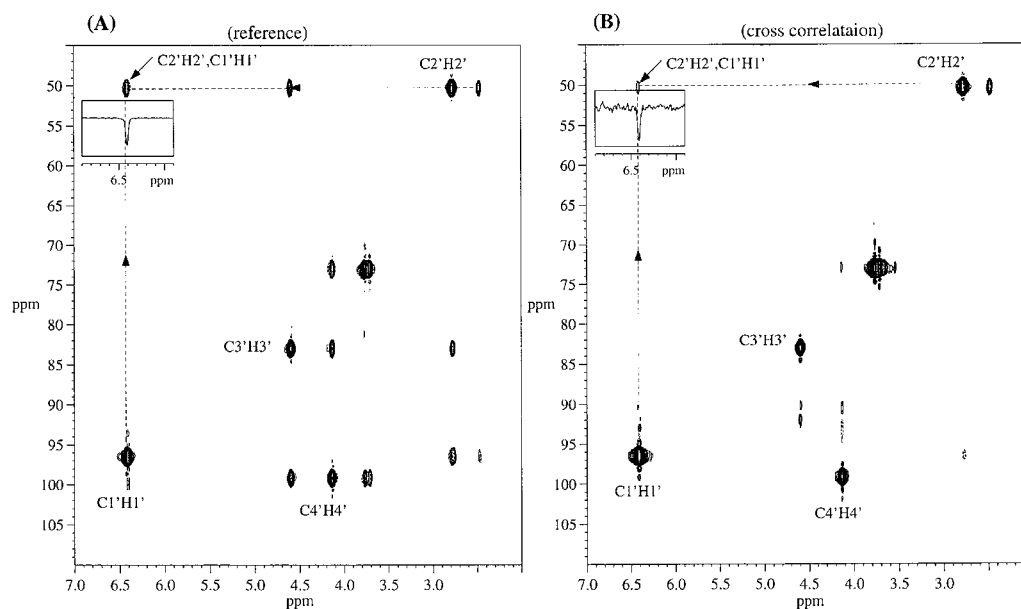 (A)
(reference)
C2'H2',C1'H1'
C2'H2'
50
55
60
65
70
75
80
85
90
95
100
105
ppm
6.5 ppm
C3'H3'
C1'H1'
C4'H4'
7.0 6.5 6.0 5.5 5.0 4.5 4.0 3.5 3.0
ppm
(B)
(cross correlataion)
C2'H2',C1'H1'
C2'H2'
50
55
60
65
70
75
80
85
90
95
100
105
ppm
6.5 ppm
C3'H3'
C1'H1'
C4'H4'
7.0 6.5 6.0 5.5 5.0 4.5 4.0 3.5 3.0
ppm